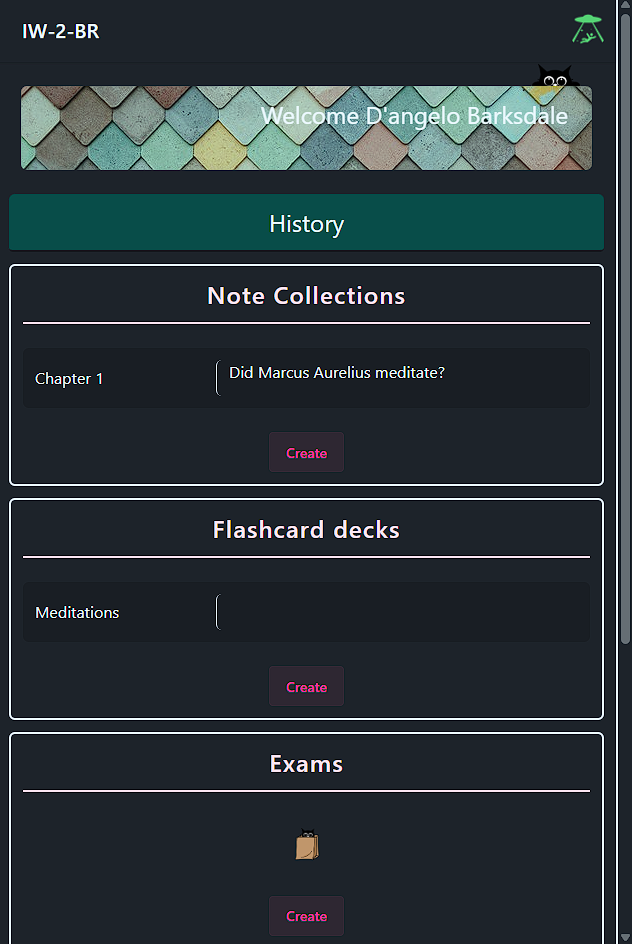 IW-2-BR
Welcome D'angelo Barksdale
History
Note Collections
Chapter 1
Did Marcus Aurelius meditate?
Create
Flashcard decks
Meditations
Create
Exams
Create